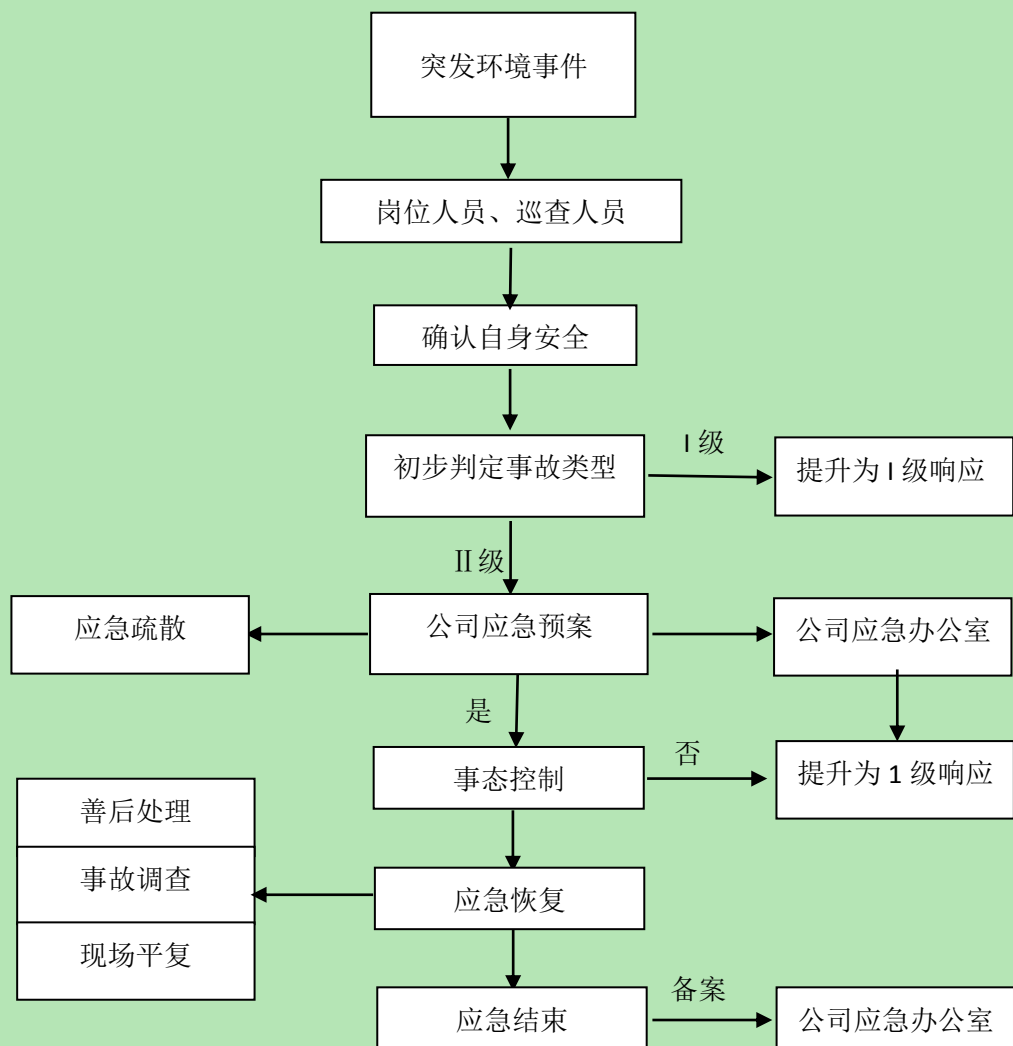 突发环境事件
岗位人员、巡查人员
确认自身安全
初步判定事故类型
I 级
提升为 I 级响应
II 级
应急疏散
公司应急预案
公司应急办公室
是
事态控制
否
提升为 1 级响应
善后处理
事故调查
现场平复
应急恢复
应急结束
备案
公司应急办公室